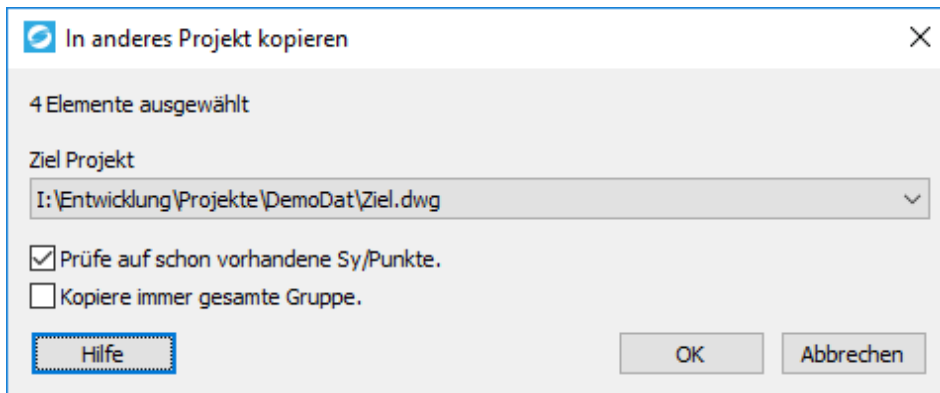 In anderes Projekt kopieren
4 Elemente ausgewählt
Ziel Projekt
I:\Entwicklung\Projekte\DemoDat\Ziel.dwg
Prüfe auf schon vorhandene Sy/Punkte.
Kopiere immer gesamte Gruppe.
Hilfe OK Abbrechen